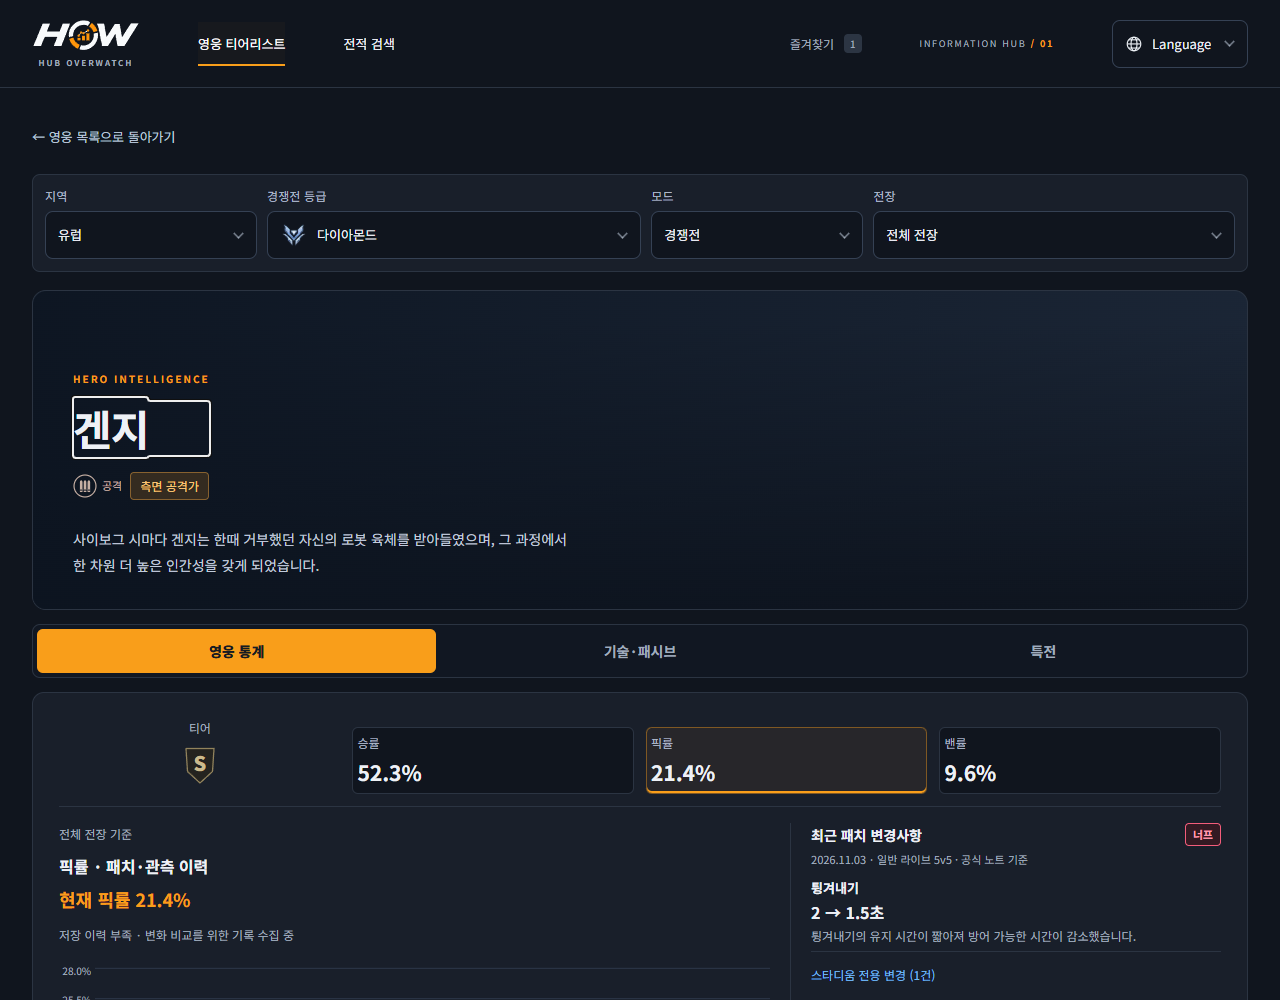 HOW
HUB OVERWATCH
영웅 티어리스트
전적 검색
즐겨찾기 1
INFORMATION HUB / 01
Language
← 영웅 목록으로 돌아가기
지역
경쟁전 등급
모드
전장
유럽
다이아몬드
경쟁전
전체 전장
HERO INTELLIGENCE
겐지
공격
측면 공격가
사이보그 시마다 겐지는 한때 거부했던 자신의 로봇 육체를 받아들였으며, 그 과정에서
한 차원 더 높은 인간성을 갖게 되었습니다.
영웅 통계
기술·패시브
특전
티어
S
승률
52.3%
픽률
21.4%
밴률
9.6%
전체 전장 기준
픽률 · 패치·관측 이력
현재 픽률 21.4%
저장 이력 부족 · 변화 비교를 위한 기록 수집 중
28.0%
25.5%
최근 패치 변경사항
너프
2026.11.03 · 일반 라이브 5v5 · 공식 노트 기준
튕겨내기
2 → 1.5초
튕겨내기의 유지 시간이 짧아져 방어 가능한 시간이 감소했습니다.
스타디움 전용 변경 (1건)